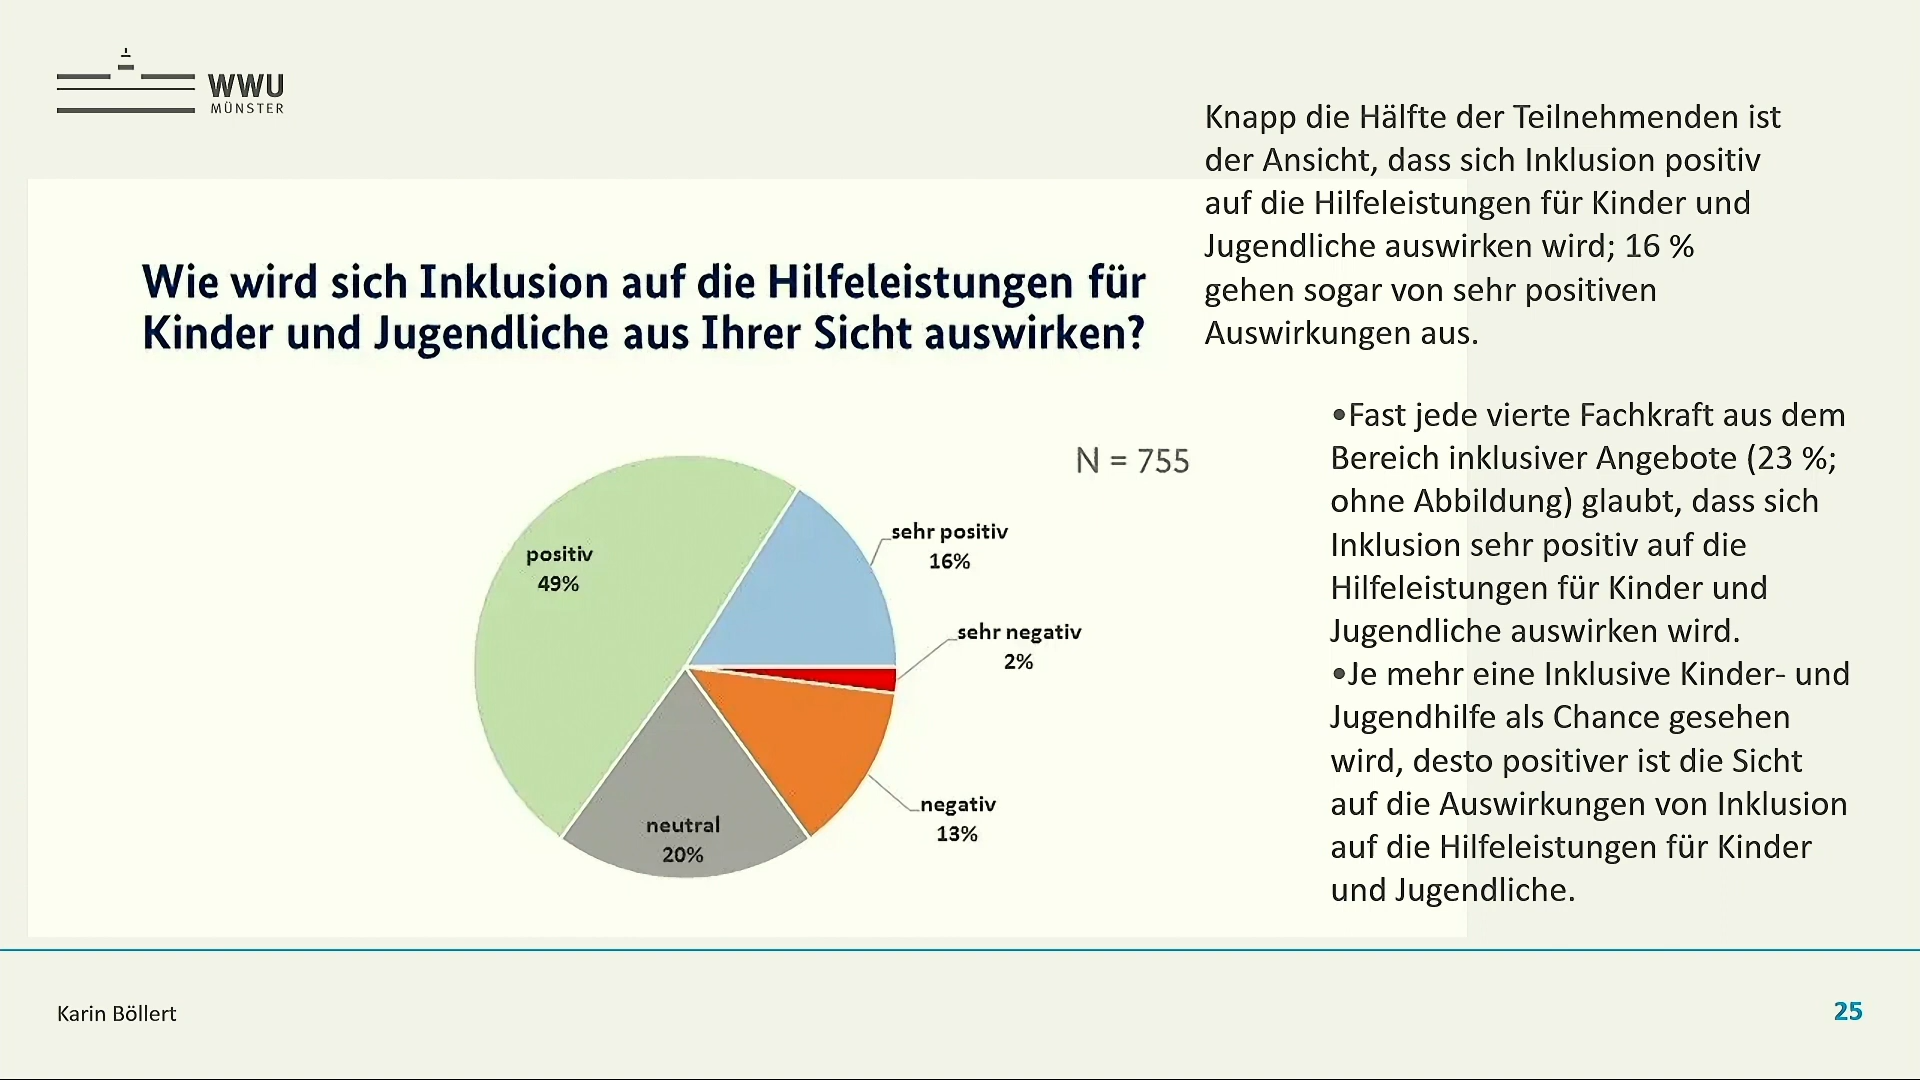 WWU
MÜNSTER
Knapp die Hälfte der Teilnehmenden ist
der Ansicht, dass sich Inklusion positiv
auf die Hilfeleistungen für Kinder und
Jugendliche auswirken wird; 16 %
gehen sogar von sehr positiven
Auswirkungen aus.
Wie wird sich Inklusion auf die Hilfeleistungen für
Kinder und Jugendliche aus Ihrer Sicht auswirken?
N = 755
positiv
49%
sehr positiv
16%
sehr negativ
2%
negativ
13%
neutral
20%
•Fast jede vierte Fachkraft aus dem
Bereich inklusiver Angebote (23 %;
ohne Abbildung) glaubt, dass sich
Inklusion sehr positiv auf die
Hilfeleistungen für Kinder und
Jugendliche auswirken wird.
•Je mehr eine Inklusive Kinder- und
Jugendhilfe als Chance gesehen
wird, desto positiver ist die Sicht
auf die Auswirkungen von Inklusion
auf die Hilfeleistungen für Kinder
und Jugendliche.
Karin Böllert
25